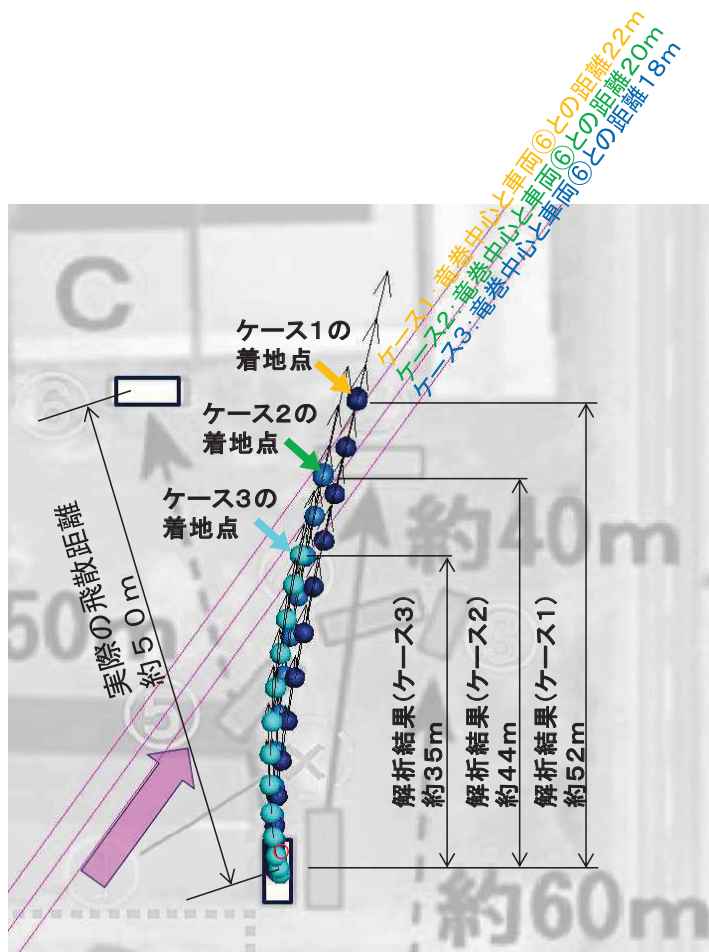 ケース1：竜巻中心と車両⑥との距離22m
ケース2：竜巻中心と車両⑥との距離20m
ケース3：竜巻中心と車両⑥との距離18m
C
ケース1の
着地点
⑥
ケース2の
着地点
ケース3の
着地点
約40m
実際の飛散距離
約50m
50m
⑤
解析結果(ケース3)
約35m
解析結果(ケース2)
約44m
解析結果(ケース1)
約52m
約60m